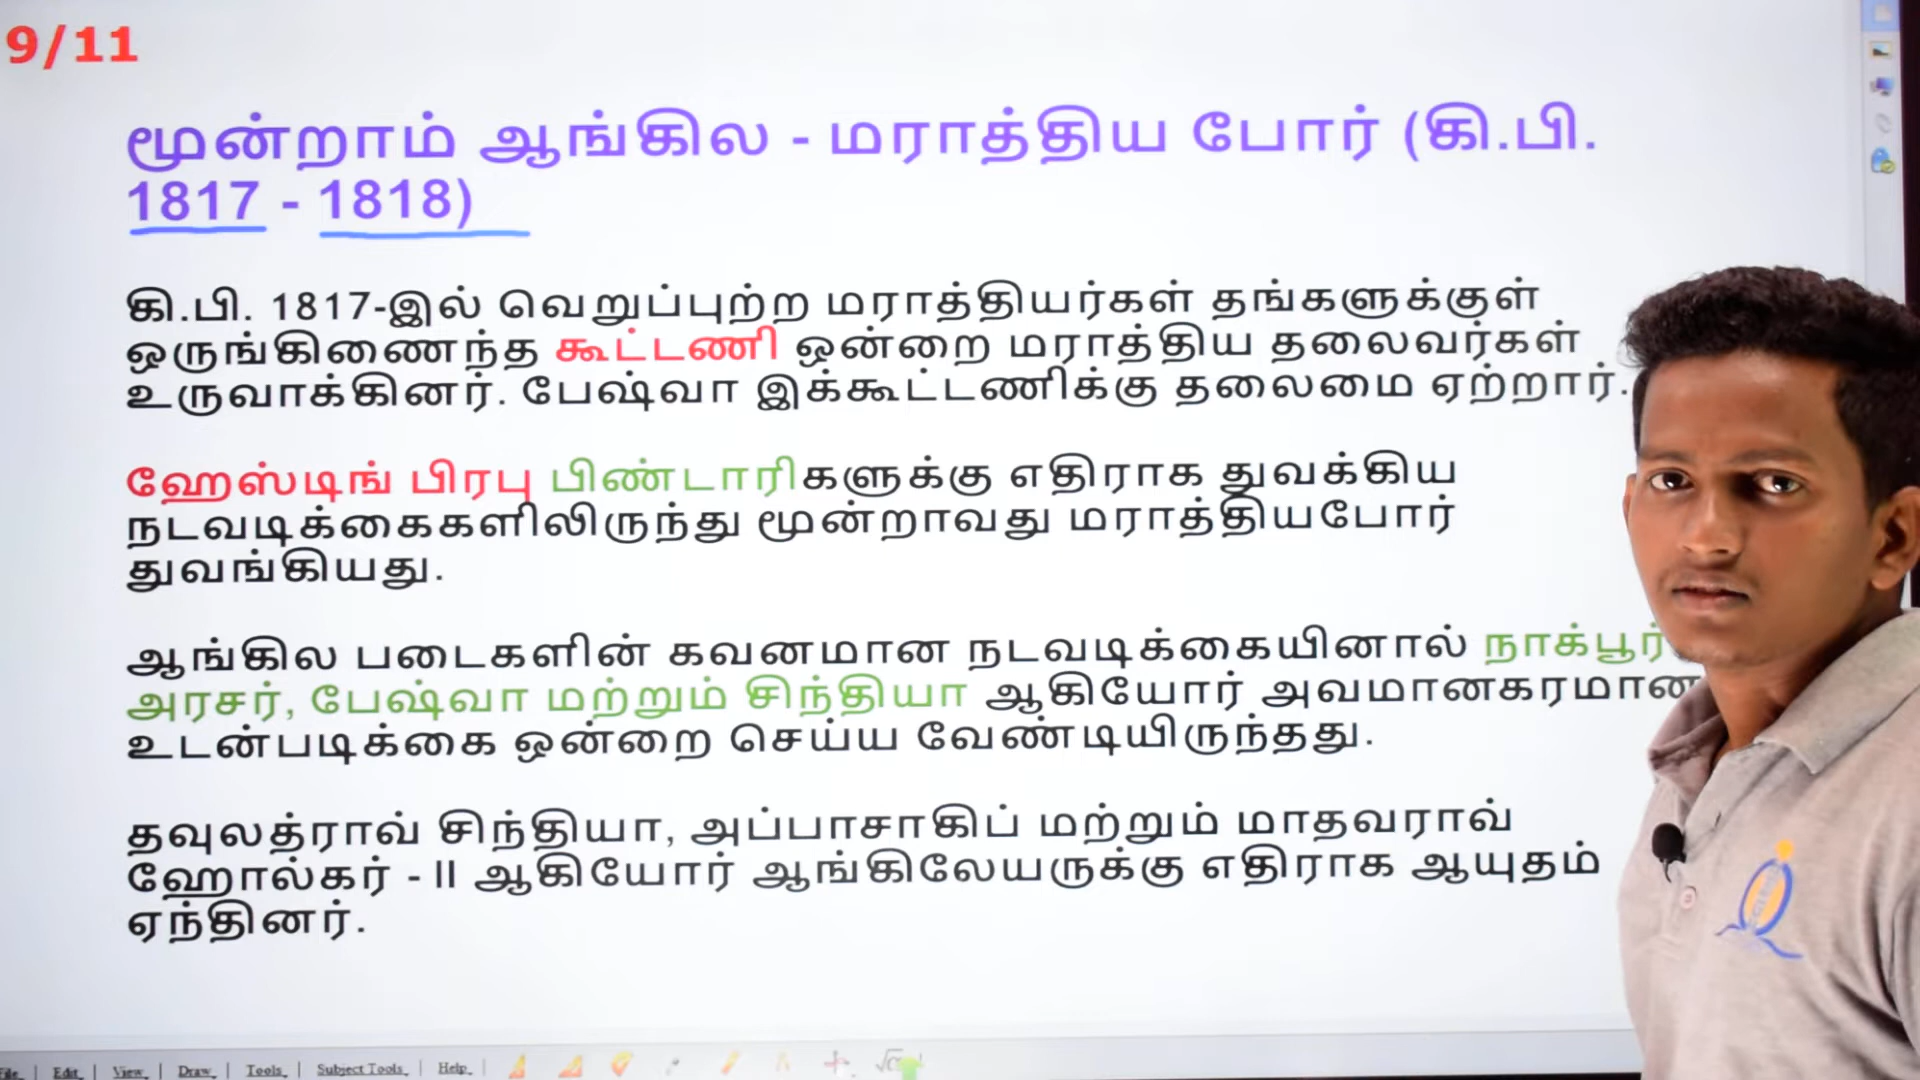 9/11
மூன்றாம் ஆங்கில - மராத்திய போர் (கி.பி.
1817 - 1818)
கி.பி. 1817-இல் வெறுப்புற்ற மராத்தியர்கள் தங்களுக்குள்
ஒருங்கிணைந்த கூட்டணி ஒன்றை மராத்திய தலைவர்கள்
உருவாக்கினர். பேஷ்வா இக்கூட்டணிக்கு தலைமை ஏற்றார்.
ஹேஸ்டிங் பிரபு பிண்டாரிகளுக்கு எதிராக துவக்கிய
நடவடிக்கைகளிலிருந்து மூன்றாவது மராத்தியபோர்
துவங்கியது.
ஆங்கில படைகளின் கவனமான நடவடிக்கையினால் நாக்பூர்
அரசர், பேஷ்வா மற்றும் சிந்தியா ஆகியோர் அவமானகரமான
உடன்படிக்கை ஒன்றை செய்ய வேண்டியிருந்தது.
தவுலத்ராவ் சிந்தியா, அப்பாசாகிப் மற்றும் மாதவராவ்
ஹோல்கர் - II ஆகியோர் ஆங்கிலேயருக்கு எதிராக ஆயுதம்
ஏந்தினர்.
File Edit View Draw Tools Subject Tools Help